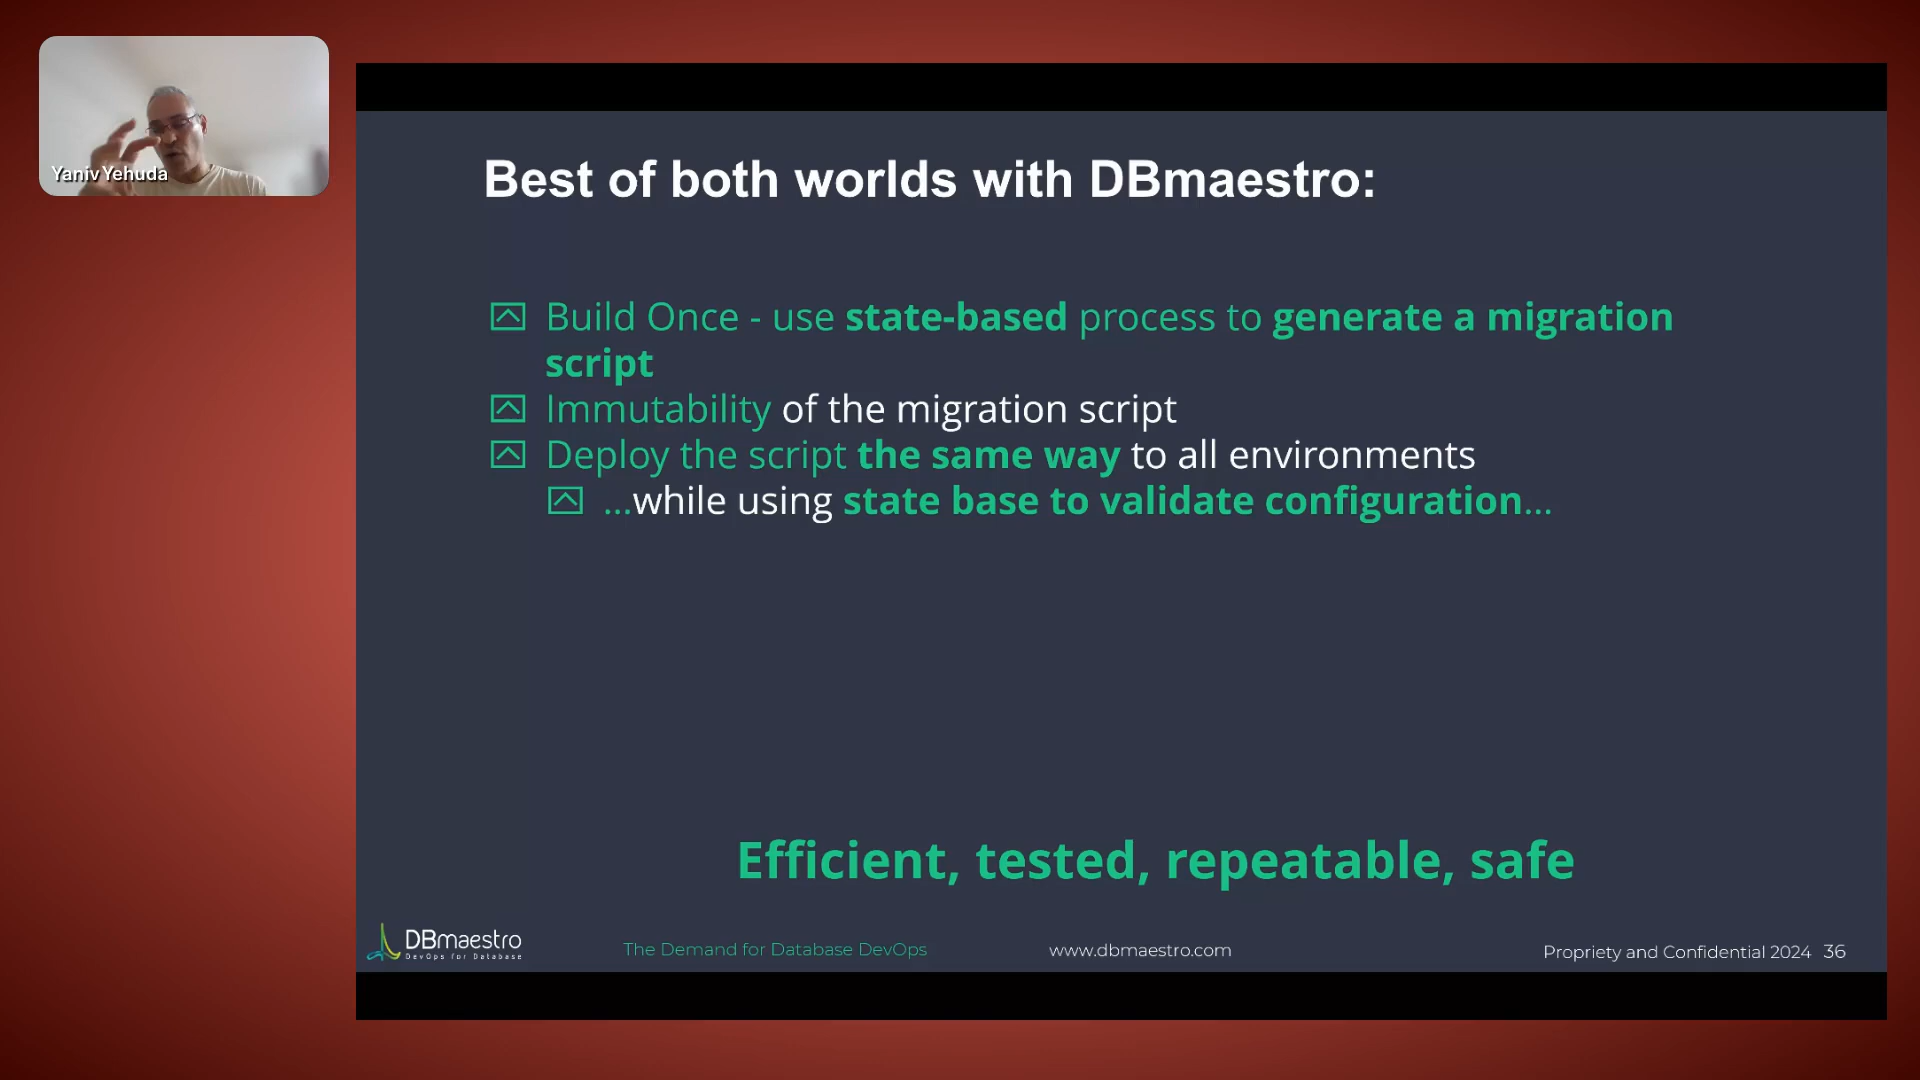 Yaniv Yehuda
Best of both worlds with DBmaestro:
Build Once - use state-based process to generate a migration
script
Immutability of the migration script
Deploy the script the same way to all environments
...while using state base to validate configuration...
Efficient, tested, repeatable, safe
DBmaestro
DevOps for Database
The Demand for Database DevOps
www.dbmaestro.com
Propriety and Confidential 2024 36